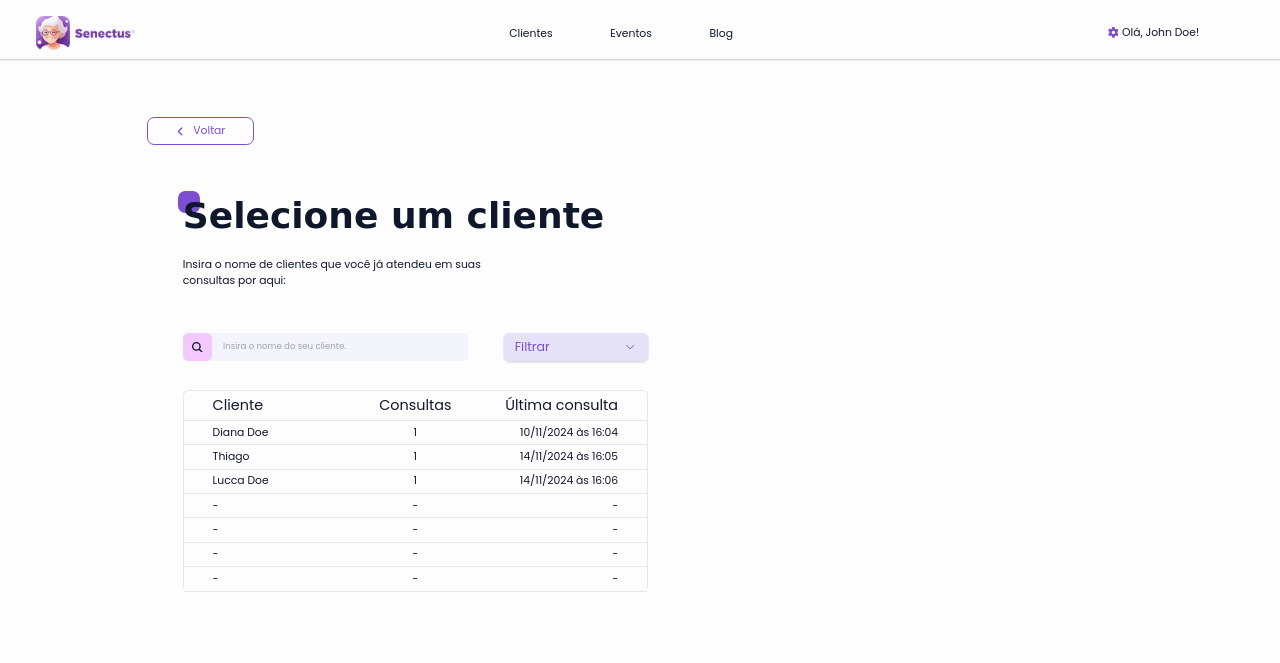 Senectus
Clientes
Eventos
Blog
Olá, John Doe!
Voltar
Selecione um cliente
Insira o nome de clientes que você já atendeu em suas
consultas por aqui:
Insira o nome do seu cliente.
Filtrar
Cliente Consultas Última consulta
Diana Doe 1 10/11/2024 às 16:04
Thiago 1 14/11/2024 às 16:05
Lucca Doe 1 14/11/2024 às 16:06
- - -
- - -
- - -
- - -